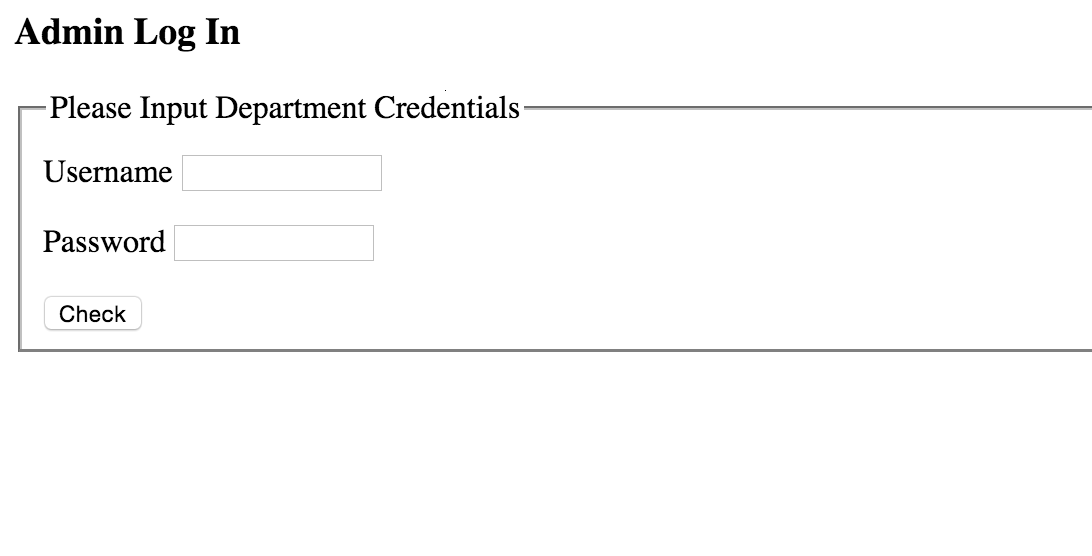 Admin Log In
Please Input Department Credentials
Username
Password
Check